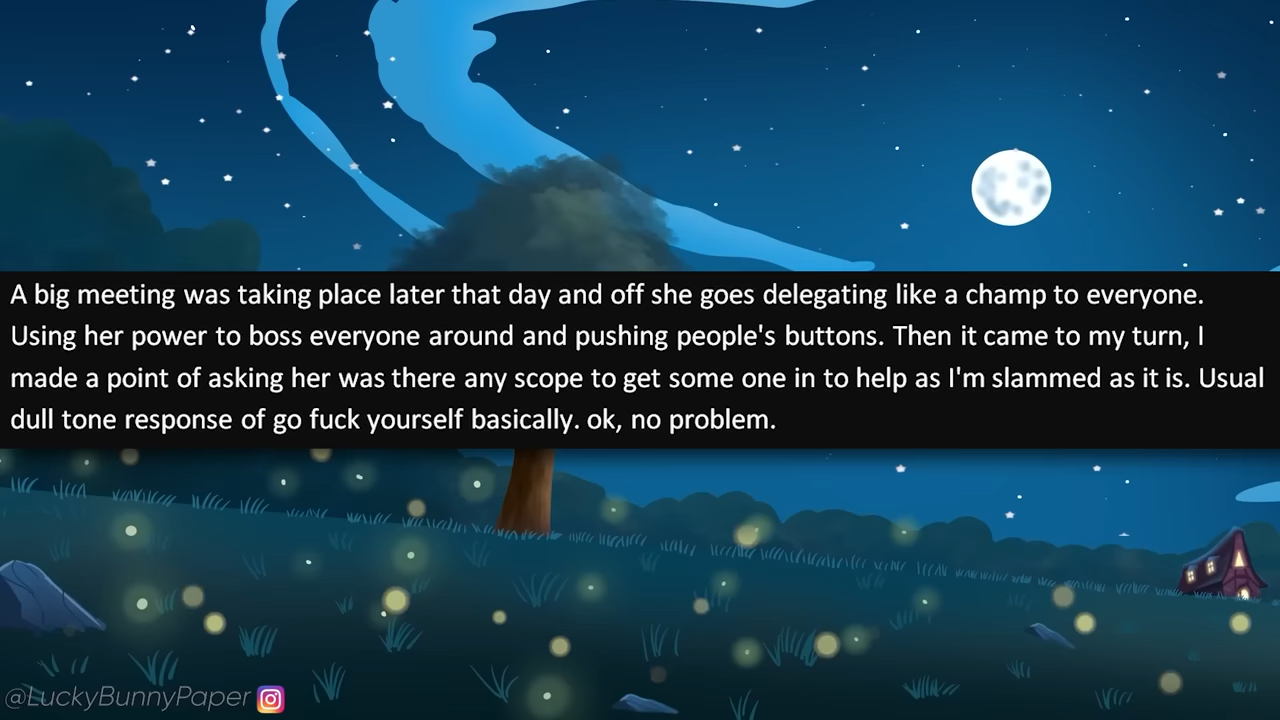 A big meeting was taking place later that day and off she goes delegating like a champ to everyone.
Using her power to boss everyone around and pushing people's buttons. Then it came to my turn, I
made a point of asking her was there any scope to get some one in to help as I'm slammed as it is. Usual
dull tone response of go fuck yourself basically. ok, no problem.
@LuckyBunnyPaper